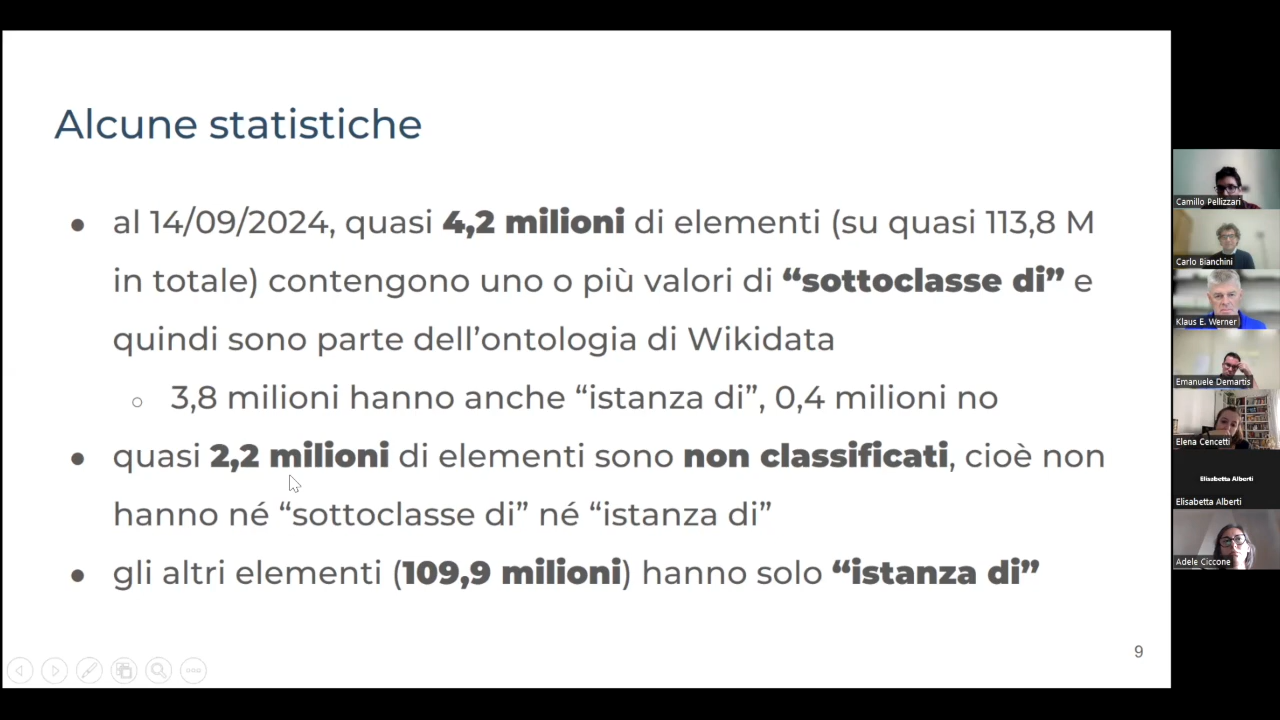 Alcune statistiche
● al 14/09/2024, quasi 4,2 milioni di elementi (su quasi 113,8 M
in totale) contengono uno o più valori di “sottoclasse di” e
quindi sono parte dell’ontologia di Wikidata
○ 3,8 milioni hanno anche “istanza di”, 0,4 milioni no
● quasi 2,2 milioni di elementi sono non classificati, cioè non
hanno né “sottoclasse di” né “istanza di”
● gli altri elementi (109,9 milioni) hanno solo “istanza di”
9
Camillo Pellizzari
Carlo Bianchini
Klaus E. Werner
Emanuele Demartis
Elena Cencetti
Elisabetta Alberti
Elisabetta Alberti
Adele Ciccone